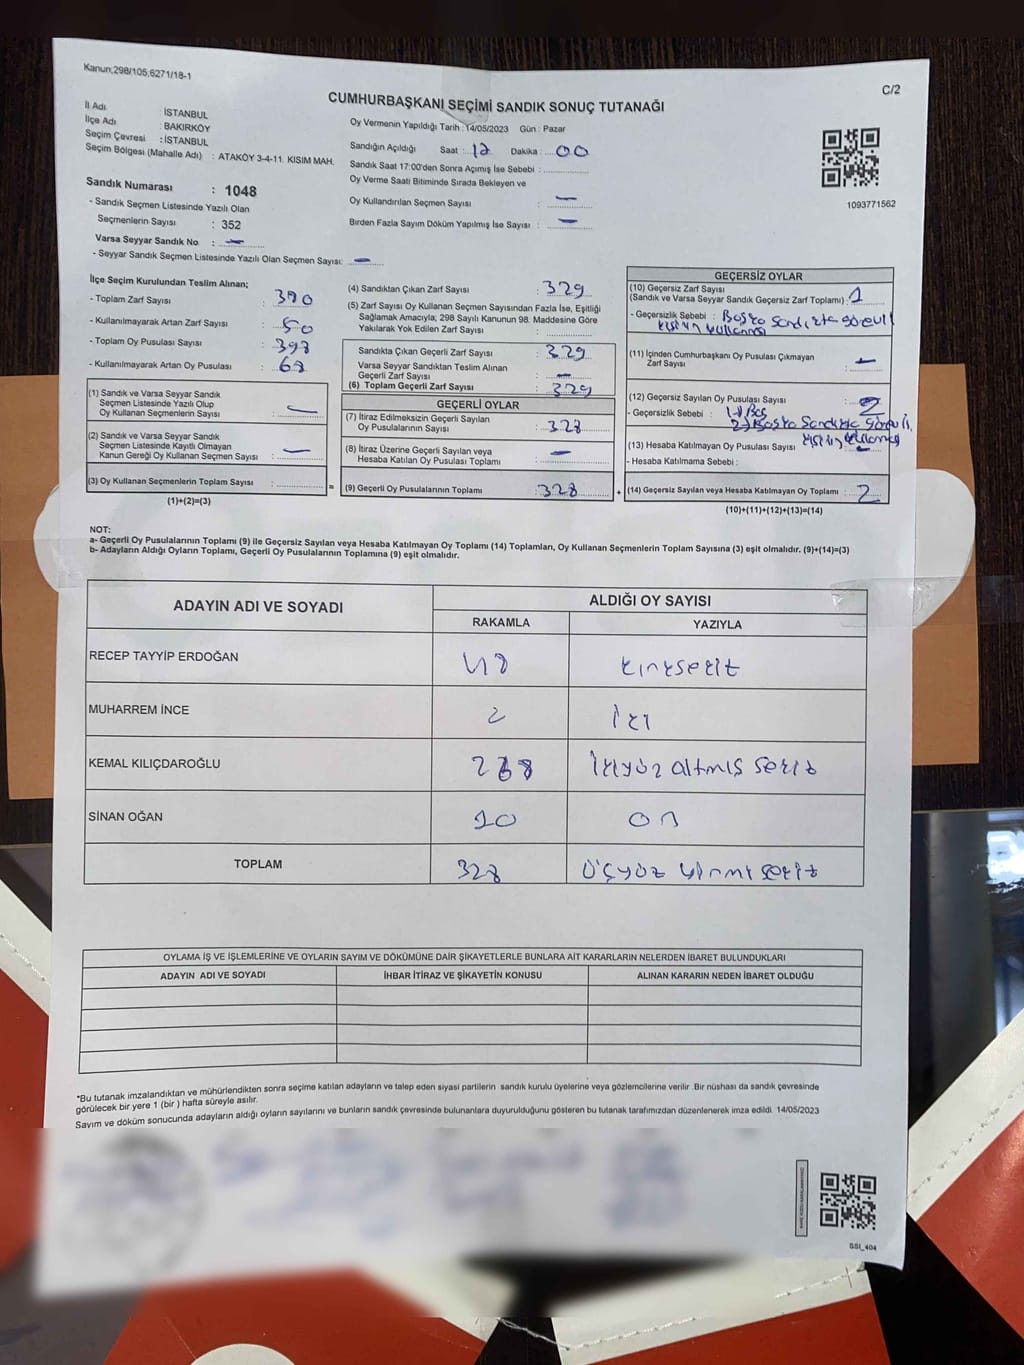 Kanun;298/105,6271/18-1
C/2
CUMHURBAŞKANI SEÇİMİ SANDIK SONUÇ TUTANAĞI
İl Adı : İSTANBUL
İlçe Adı : BAKIRKÖY
Seçim Çevresi : İSTANBUL
Seçim Bölgesi (Mahalle Adı) : ATAKÖY 3-4-11. KISIM MAH.
Sandık Numarası : 1048
- Sandık Seçmen Listesinde Yazılı Olan
Seçmenlerin Sayısı : 352
Varsa Seyyar Sandık No : —
- Seyyar Sandık Seçmen Listesinde Yazılı Olan Seçmen Sayısı: —
Oy Vermenin Yapıldığı Tarih : 14/05/2023 Gün : Pazar
Sandığın Açıldığı Saat : 17 Dakika : 00
Sandık Saat 17:00'den Sonra Açımış İse Sebebi :
Oy Verme Saati Bitiminde Sırada Bekleyen ve
Oy Kullandırılan Seçmen Sayısı : —
Birden Fazla Sayım Döküm Yapılmış İse Sayısı : —
1093771562
İlçe Seçim Kurulundan Teslim Alınan;
- Toplam Zarf Sayısı : 390
- Kullanılmayarak Artan Zarf Sayısı : 50
- Toplam Oy Pusulası Sayısı : 398
- Kullanılmayarak Artan Oy Pusulası : 68
(1) Sandık ve Varsa Seyyar Sandık
Seçmen Listesinde Yazılı Olup
Oy Kullanan Seçmenlerin Sayısı : —
(2) Sandık ve Varsa Seyyar Sandık
Seçmen Listesinde Kayıtlı Olmayan
Kanun Gereği Oy Kullanan Seçmen Sayısı : —
(3) Oy Kullanan Seçmenlerin Toplam Sayısı :
(1)+(2)=(3)
(4) Sandıktan Çıkan Zarf Sayısı : 329
(5) Zarf Sayısı Oy Kullanan Seçmen Sayısından Fazla İse, Eşitliği
Sağlamak Amacıyla; 298 Sayılı Kanunun 98. Maddesine Göre
Yakılarak Yok Edilen Zarf Sayısı :
Sandıkta Çıkan Geçerli Zarf Sayısı : 329
Varsa Seyyar Sandıktan Teslim Alınan
Geçerli Zarf Sayısı : —
(6) Toplam Geçerli Zarf Sayısı : 329
GEÇERLİ OYLAR
(7) İtiraz Edilmeksizin Geçerli Sayılan Oy
Pusulalarının Sayısı : 328
(8) İtiraz Üzerine Geçerli Sayılan veya
Hesaba Katılan Oy Pusulası Toplamı : —
= (9) Geçerli Oy Pusulalarının Toplamı : 328 +
GEÇERSİZ OYLAR
(10) Geçersiz Zarf Sayısı
(Sandık ve Varsa Seyyar Sandık Geçersiz Zarf Toplamı) : 1
- Geçersizlik Sebebi : Başka Sandıkta görevli
kişinin kullanması
(11) İçinden Cumhurbaşkanı Oy Pusulası Çıkmayan
Zarf Sayısı : —
(12) Geçersiz Sayılan Oy Pusulası Sayısı : 2
- Geçersizlik Sebebi : 1-) Boş
2-) Başka Sandıkta görevli
kişinin kullanması
(13) Hesaba Katılmayan Oy Pusulası Sayısı : —
- Hesaba Katılmama Sebebi :
(14) Geçersiz Sayılan veya Hesaba Katılmayan Oy Toplamı : 2
(10)+(11)+(12)+(13)=(14)
NOT:
a- Geçerli Oy Pusulalarının Toplamı (9) ile Geçersiz Sayılan veya Hesaba Katılmayan Oy Toplamı (14) Toplamları, Oy Kullanan Seçmenlerin Toplam Sayısına (3) eşit olmalıdır. (9)+(14)=(3)
b- Adayların Aldığı Oyların Toplamı, Geçerli Oy Pusulalarının Toplamına (9) eşit olmalıdır.
ADAYIN ADI VE SOYADI
ALDIĞI OY SAYISI
RAKAMLA YAZIYLA
RECEP TAYYİP ERDOĞAN 48 kırksekit
MUHARREM İNCE 2 İki
KEMAL KILIÇDAROĞLU 268 İkiyüz altmış sekiz
SİNAN OĞAN 10 on
TOPLAM 328 Üçyüz yirmi sekiz
OYLAMA İŞ VE İŞLEMLERİNE VE OYLARIN SAYIM VE DÖKÜMÜNE DAİR ŞİKAYETLERLE BUNLARA AİT KARARLARIN NELERDEN İBARET BULUNDUKLARI
ADAYIN ADI VE SOYADI İHBAR İTİRAZ VE ŞİKAYETİN KONUSU ALINAN KARARIN NEDEN İBARET OLDUĞU
*Bu tutanak imzalandıktan ve mühürlendikten sonra seçime katılan adayların ve talep eden siyasi partilerin sandık kurulu üyelerine veya gözlemcilerine verilir .Bir nüshası da sandık çevresinde
görülecek bir yere 1 (bir ) hafta süreyle asılır.
Sayım ve döküm sonucunda adayların aldığı oyların sayılarını ve bunların sandık çevresinde bulunanlara duyurulduğunu gösteren bu tutanak tarafımızdan düzenlenerek imza edildi. 14/05/2023
SSI_404